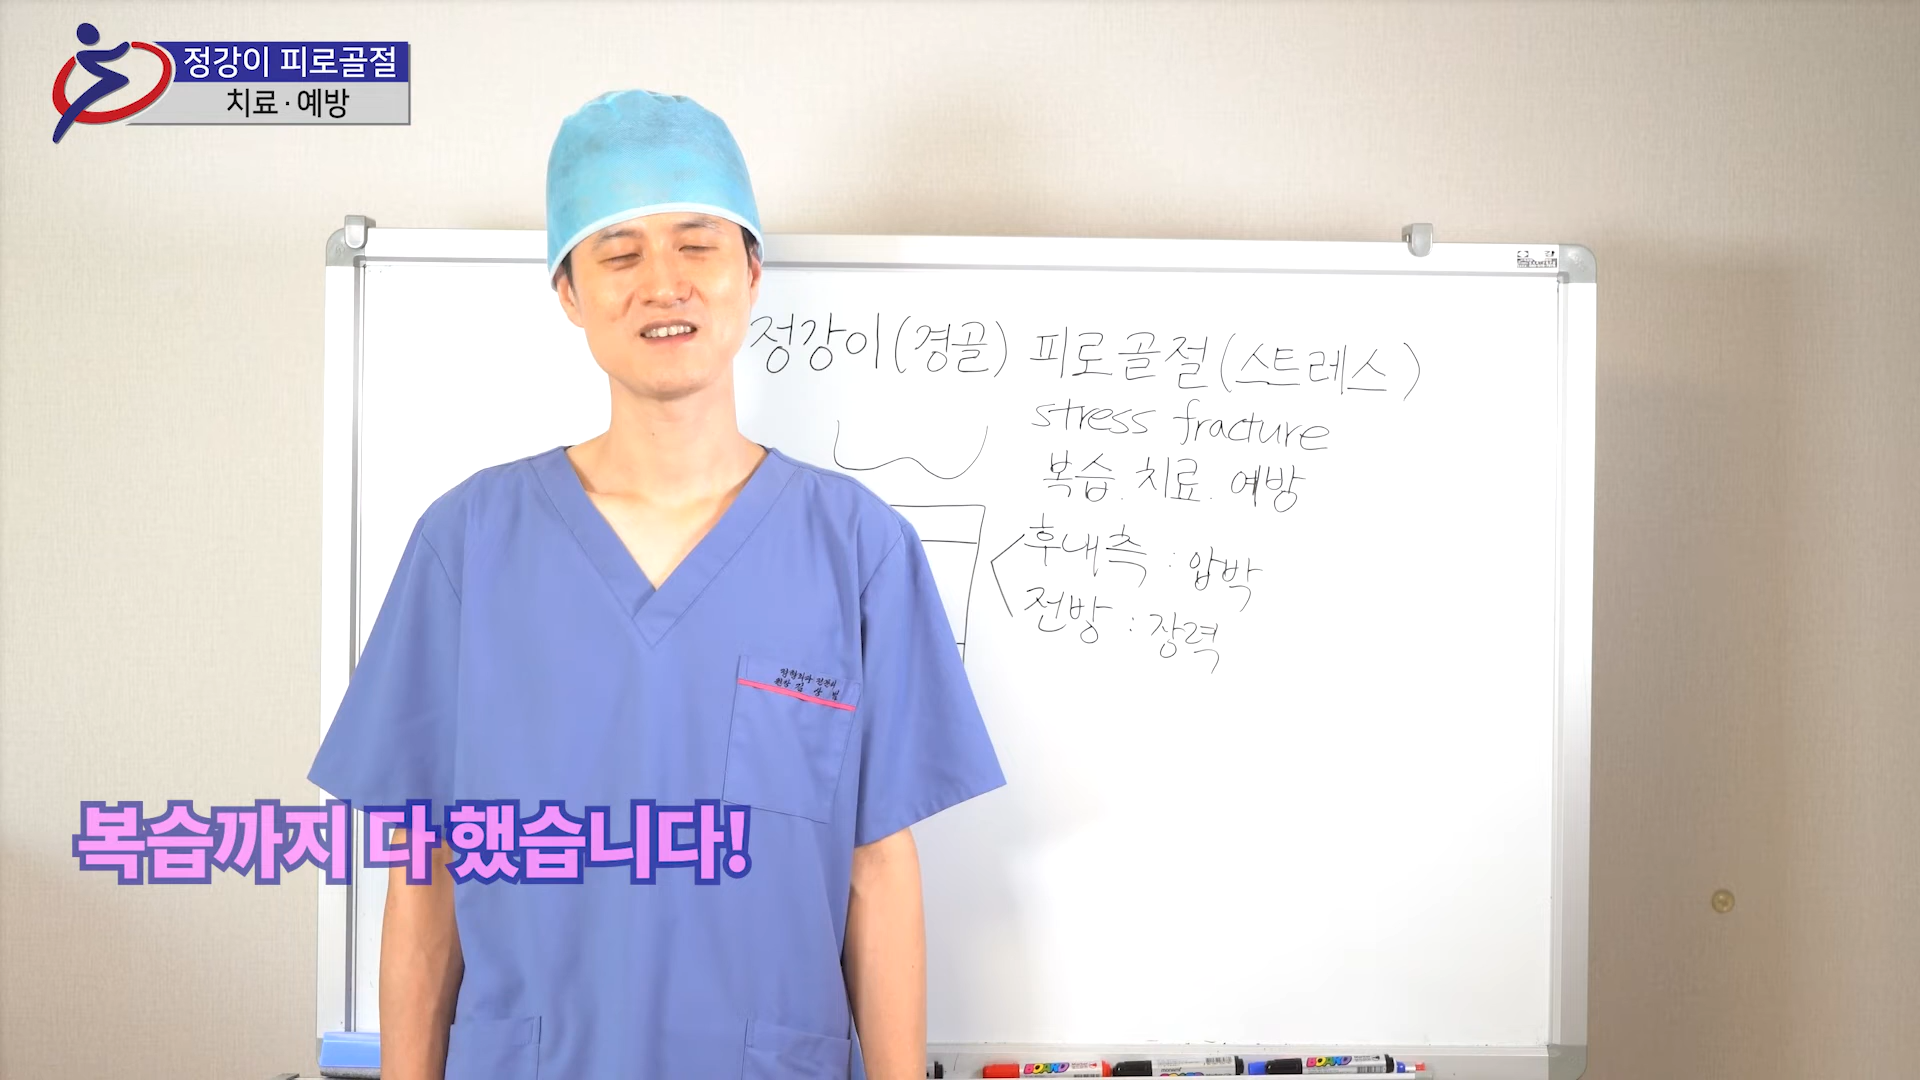 정강이 피로골절
치료·예방
정강이(경골) 피로골절(스트레스)
stress fracture
복습. 치료. 예방
후내측 : 압박
전방 : 장력
복습까지 다 했습니다!
BOARD
BOARD